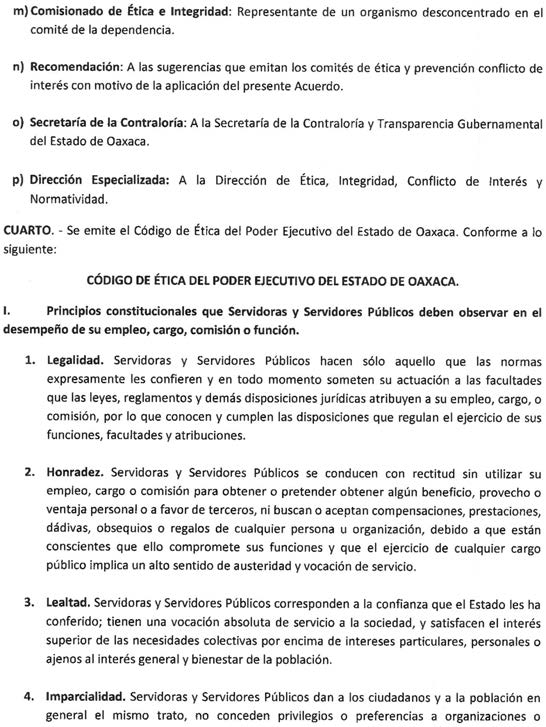 m) Comisionado de Ética e Integridad: Representante de un organismo desconcentrado en el
comité de la dependencia.
n) Recomendación: A las sugerencias que emitan los comités de ética y prevención conflicto de
interés con motivo de la aplicación del presente Acuerdo.
o) Secretaría de la Contraloría: A la Secretaría de la Contraloría y Transparencia Gubernamental
del Estado de Oaxaca.
p) Dirección Especializada: A la Dirección de Ética, Integridad, Conflicto de Interés y
Normatividad.
CUARTO. - Se emite el Código de Ética del Poder Ejecutivo del Estado de Oaxaca. Conforme a lo
siguiente:
CÓDIGO DE ÉTICA DEL PODER EJECUTIVO DEL ESTADO DE OAXACA.
I. Principios constitucionales que Servidoras y Servidores Públicos deben observar en el
desempeño de su empleo, cargo, comisión o función.
1. Legalidad. Servidoras y Servidores Públicos hacen sólo aquello que las normas
expresamente les confieren y en todo momento someten su actuación a las facultades
que las leyes, reglamentos y demás disposiciones jurídicas atribuyen a su empleo, cargo, o
comisión, por lo que conocen y cumplen las disposiciones que regulan el ejercicio de sus
funciones, facultades y atribuciones.
2. Honradez. Servidoras y Servidores Públicos se conducen con rectitud sin utilizar su
empleo, cargo o comisión para obtener o pretender obtener algún beneficio, provecho o
ventaja personal o a favor de terceros, ni buscan o aceptan compensaciones, prestaciones,
dádivas, obsequios o regalos de cualquier persona u organización, debido a que están
conscientes que ello compromete sus funciones y que el ejercicio de cualquier cargo
público implica un alto sentido de austeridad y vocación de servicio.
3. Lealtad. Servidoras y Servidores Públicos corresponden a la confianza que el Estado les ha
conferido; tienen una vocación absoluta de servicio a la sociedad, y satisfacen el interés
superior de las necesidades colectivas por encima de intereses particulares, personales o
ajenos al interés general y bienestar de la población.
4. Imparcialidad. Servidoras y Servidores Públicos dan a los ciudadanos y a la población en
general el mismo trato, no conceden privilegios o preferencias a organizaciones o